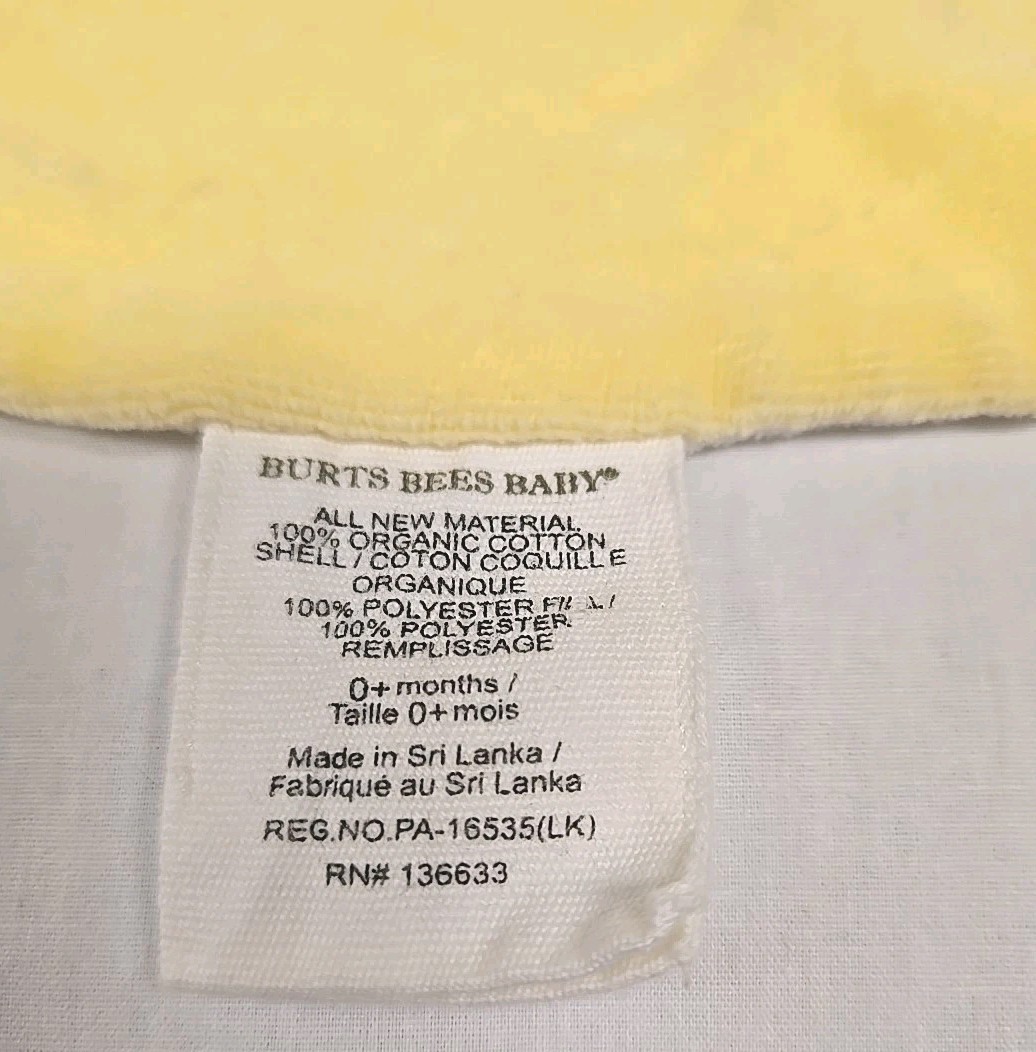 BURTS BEES BABY®
ALL NEW MATERIAL
100% ORGANIC COTTON
SHELL / COTON COQUILLE
ORGANIQUE
100% POLYESTER FILL /
100% POLYESTER
REMPLISSAGE
0+ months /
Taille 0+ mois
Made in Sri Lanka /
Fabriqué au Sri Lanka
REG.NO.PA-16535(LK)
RN# 136633